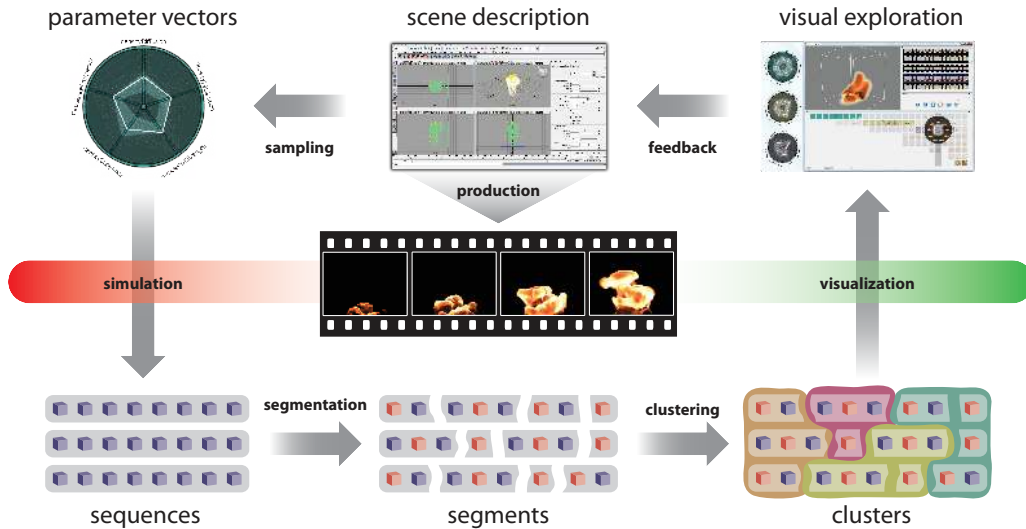 parameter vectors
scene description
visual exploration
sampling
feedback
production
simulation
visualization
segmentation
clustering
sequences
segments
clusters